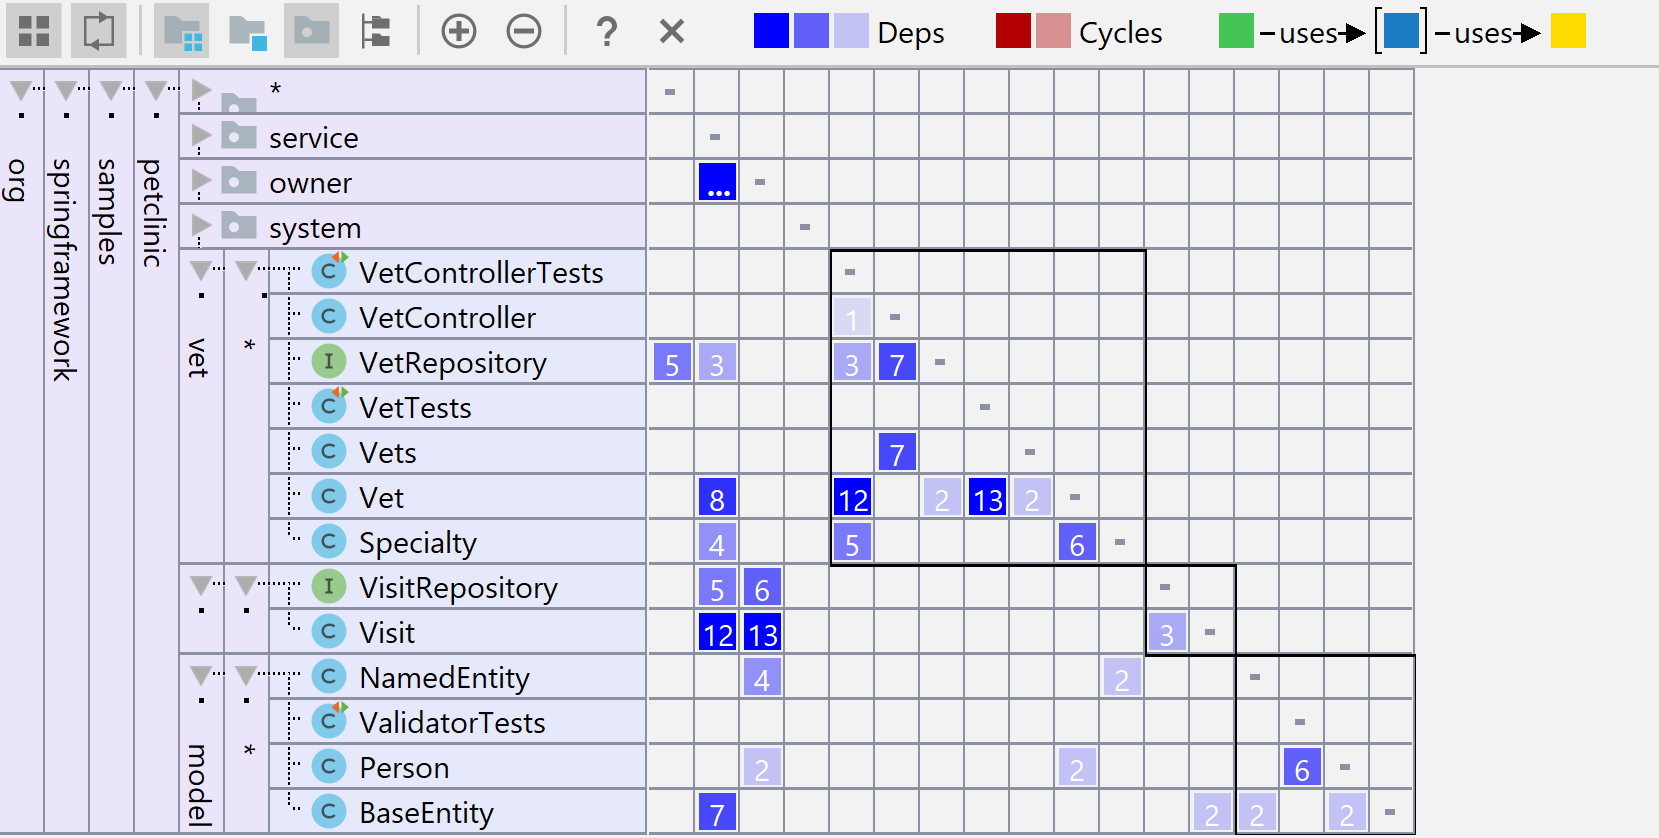 ? × Deps Cycles uses uses
org springframework samples petclinic
*
service
owner ...
system
vet *
VetControllerTests
VetController 1
VetRepository 5 3 3 7
VetTests
Vets 7
Vet 8 12 2 13 2
Specialty 4 5 6
VisitRepository 5 6
Visit 12 13 3
model *
NamedEntity 4 2
ValidatorTests
Person 2 2 6
BaseEntity 7 2 2 2